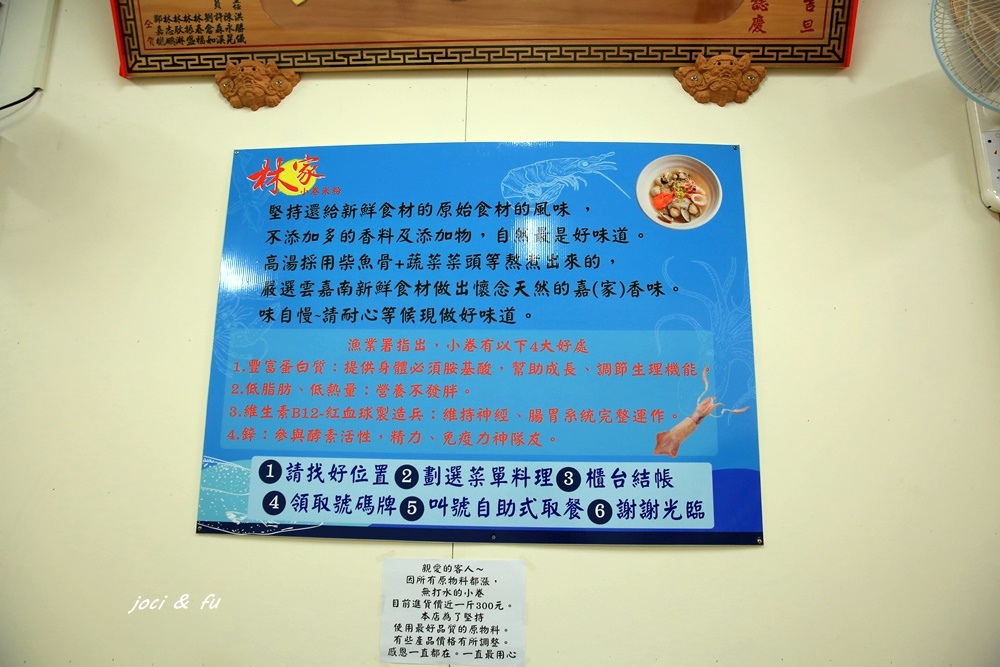 林家
小卷米粉
堅持還給新鮮食材的原始食材的風味，
不添加多的香料及添加物，自然最是好味道。
高湯採用柴魚骨+蔬菜菜頭等熬煮出來的，
嚴選雲嘉南新鮮食材做出懷念天然的嘉(家)香味。
味自慢~請耐心等候現做好味道。
漁業署指出，小卷有以下4大好處
1.豐富蛋白質：提供身體必須胺基酸，幫助成長、調節生理機能。
2.低脂肪、低熱量：營養不發胖。
3.維生素B12-紅血球製造兵：維持神經、腸胃系統完整運作。
4.鋅：參與酵素活性，精力、免疫力神隊友。
1 請找好位置 2 劃選菜單料理 3 櫃台結帳
4 領取號碼牌 5 叫號自助式取餐 6 謝謝光臨
親愛的客人～
因所有原物料都漲，
無打水的小卷
目前進貨價近一斤300元。
本店為了堅持
使用最好品質的原物料。
有些產品價格有所調整。
感恩一直都在。一直最用心
joci & fu